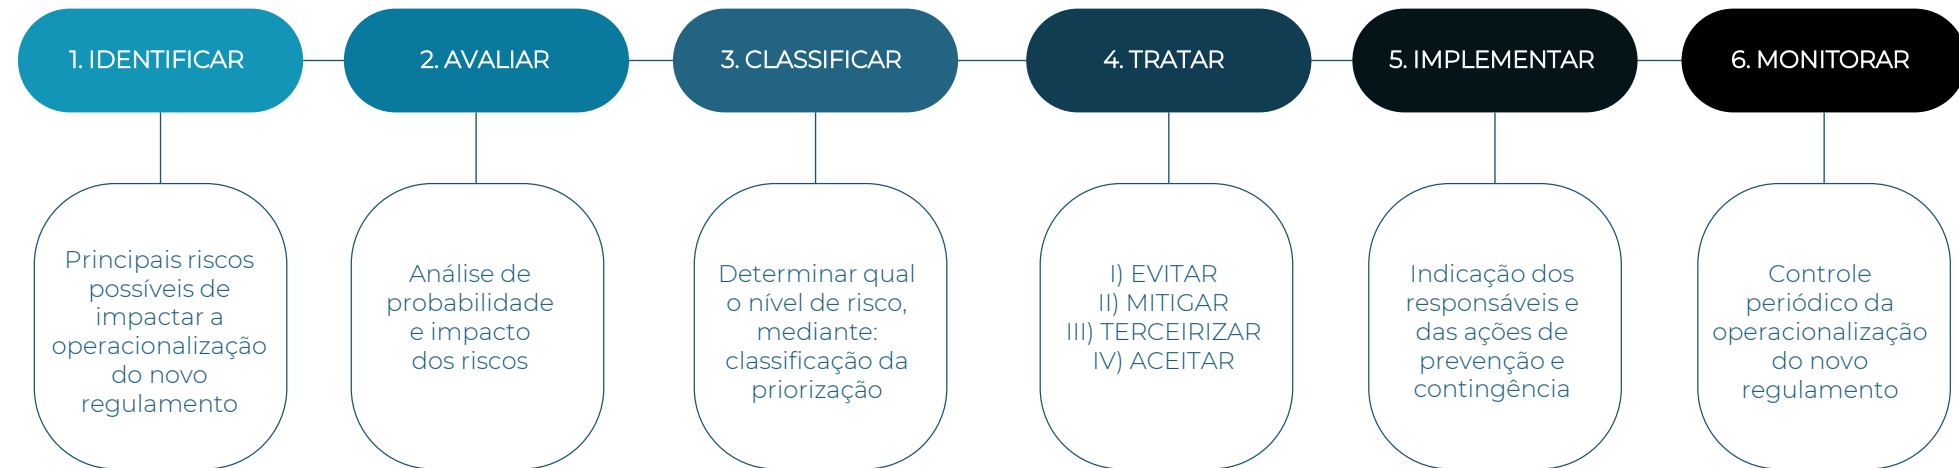 1. IDENTIFICAR
2. AVALIAR
3. CLASSIFICAR
4. TRATAR
5. IMPLEMENTAR
6. MONITORAR
Principais riscos
possíveis de
impactar a
operacionalização
do novo
regulamento
Análise de
probabilidade
e impacto
dos riscos
Determinar qual
o nível de risco,
mediante:
classificação da
priorização
I) EVITAR
II) MITIGAR
III) TERCEIRIZAR
IV) ACEITAR
Indicação dos
responsáveis e
das ações de
prevenção e
contingência
Controle
periódico da
operacionalização
do novo
regulamento